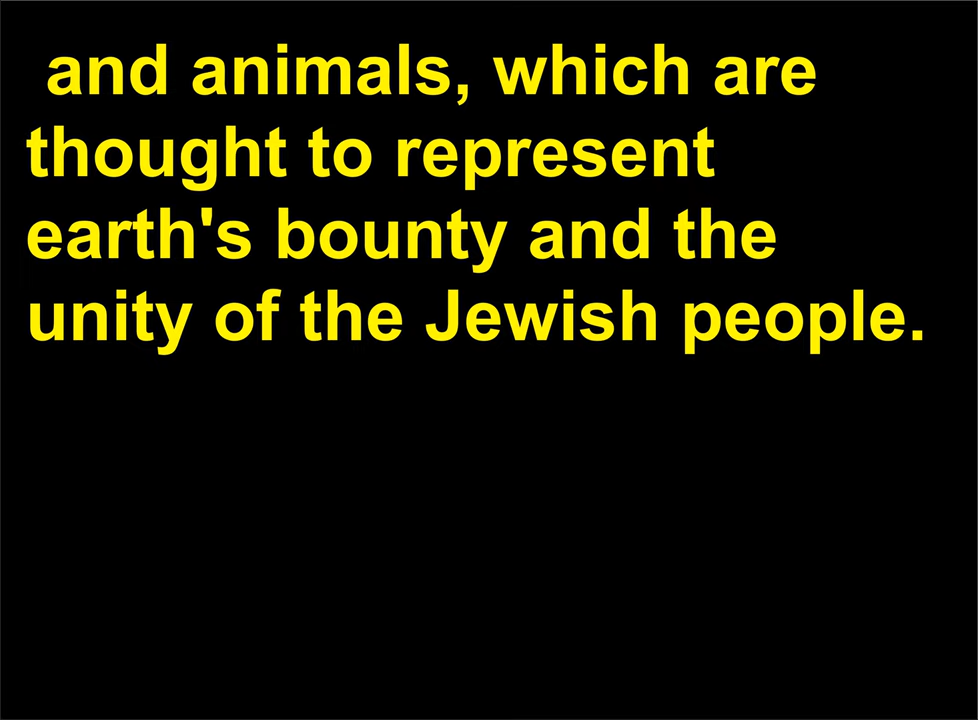 and animals, which are
thought to represent
earth's bounty and the
unity of the Jewish people.